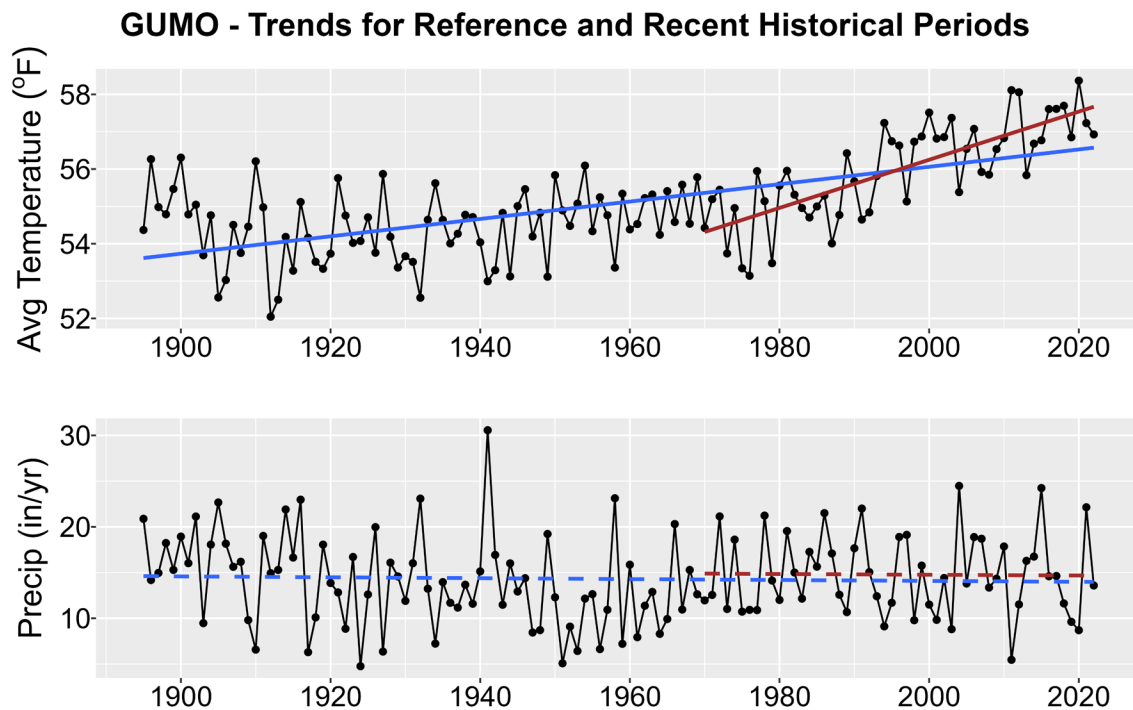 GUMO - Trends for Reference and Recent Historical Periods
Avg Temperature (°F)
58
56
54
52
1900 1920 1940 1960 1980 2000 2020
Precip (in/yr)
30
20
10
1900 1920 1940 1960 1980 2000 2020